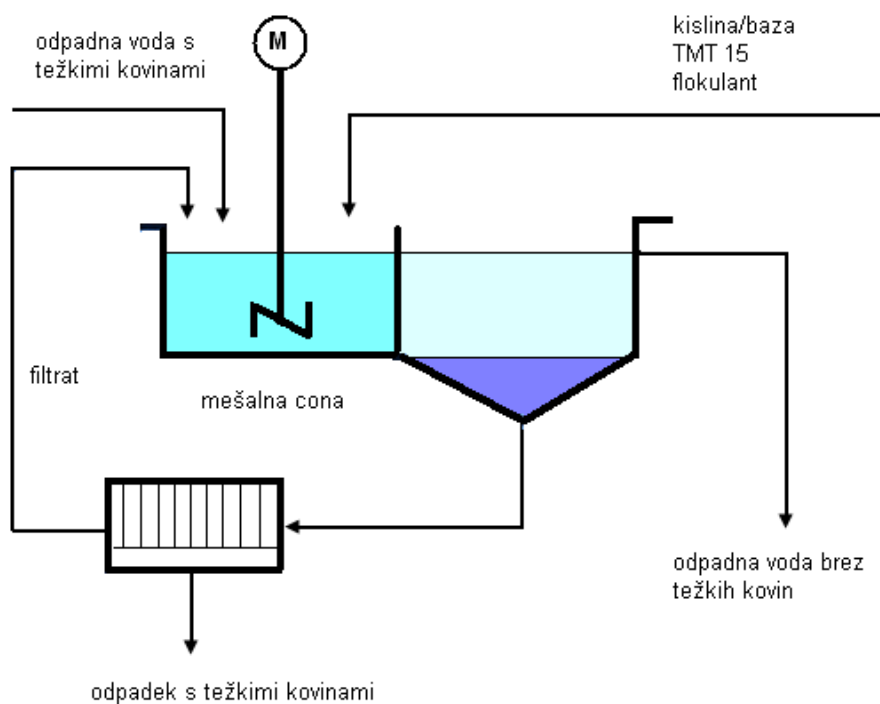 odpadna voda s
težkimi kovinami
M
kislina/baza
TMT 15
flokulant
filtrat
mešalna cona
odpadna voda brez
težkih kovin
odpadek s težkimi kovinami